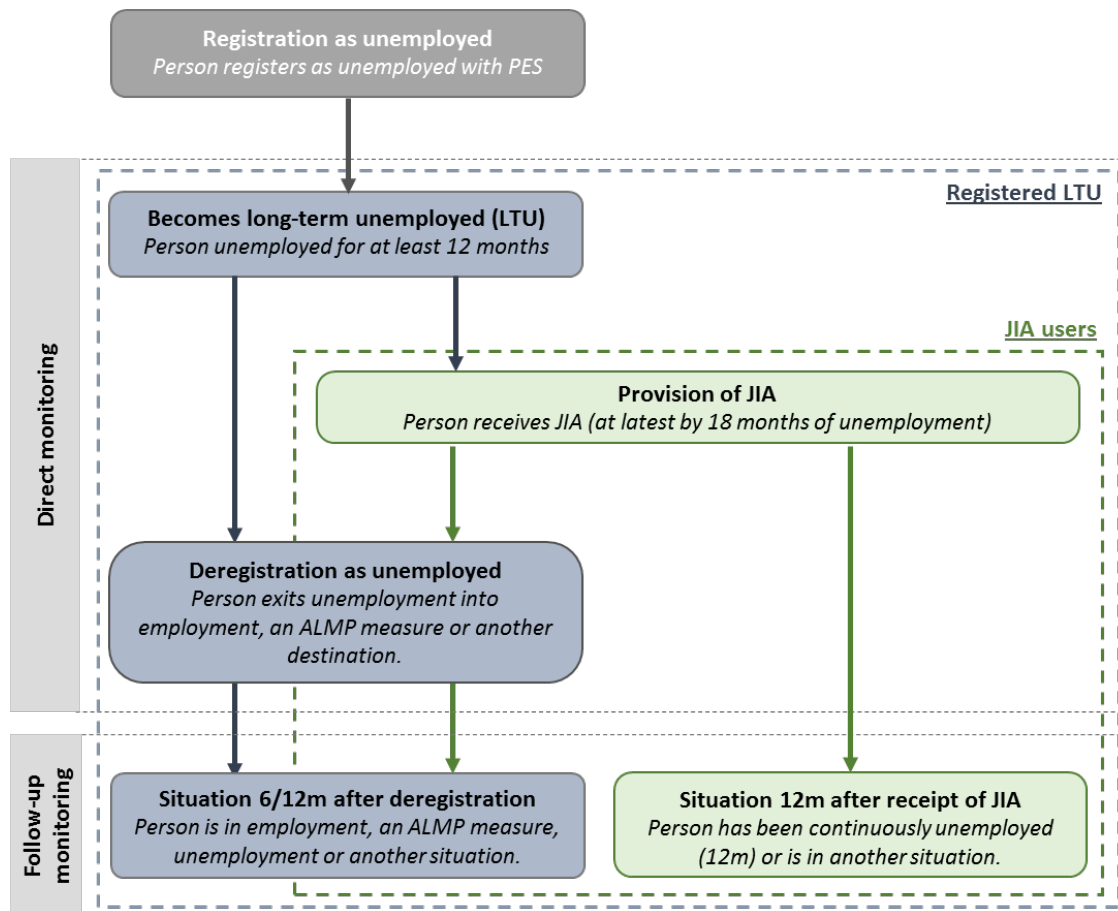 Registration as unemployed
Person registers as unemployed with PES
Registered LTU
Becomes long-term unemployed (LTU)
Person unemployed for at least 12 months
JIA users
Direct monitoring
Provision of JIA
Person receives JIA (at latest by 18 months of unemployment)
Deregistration as unemployed
Person exits unemployment into
employment, an ALMP measure or another
destination.
Follow-up
monitoring
Situation 6/12m after deregistration
Person is in employment, an ALMP measure,
unemployment or another situation.
Situation 12m after receipt of JIA
Person has been continuously unemployed
(12m) or is in another situation.